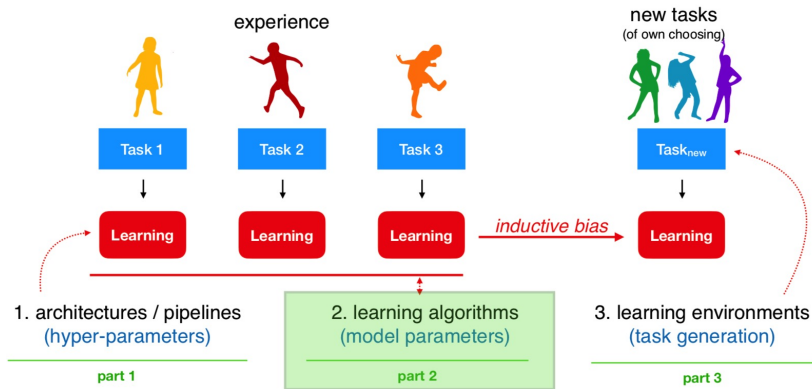 experience
new tasks
(of own choosing)
Task 1
Task 2
Task 3
Tasknew
Learning
Learning
Learning
inductive bias
Learning
1. architectures / pipelines
(hyper-parameters)
part 1
2. learning algorithms
(model parameters)
part 2
3. learning environments
(task generation)
part 3